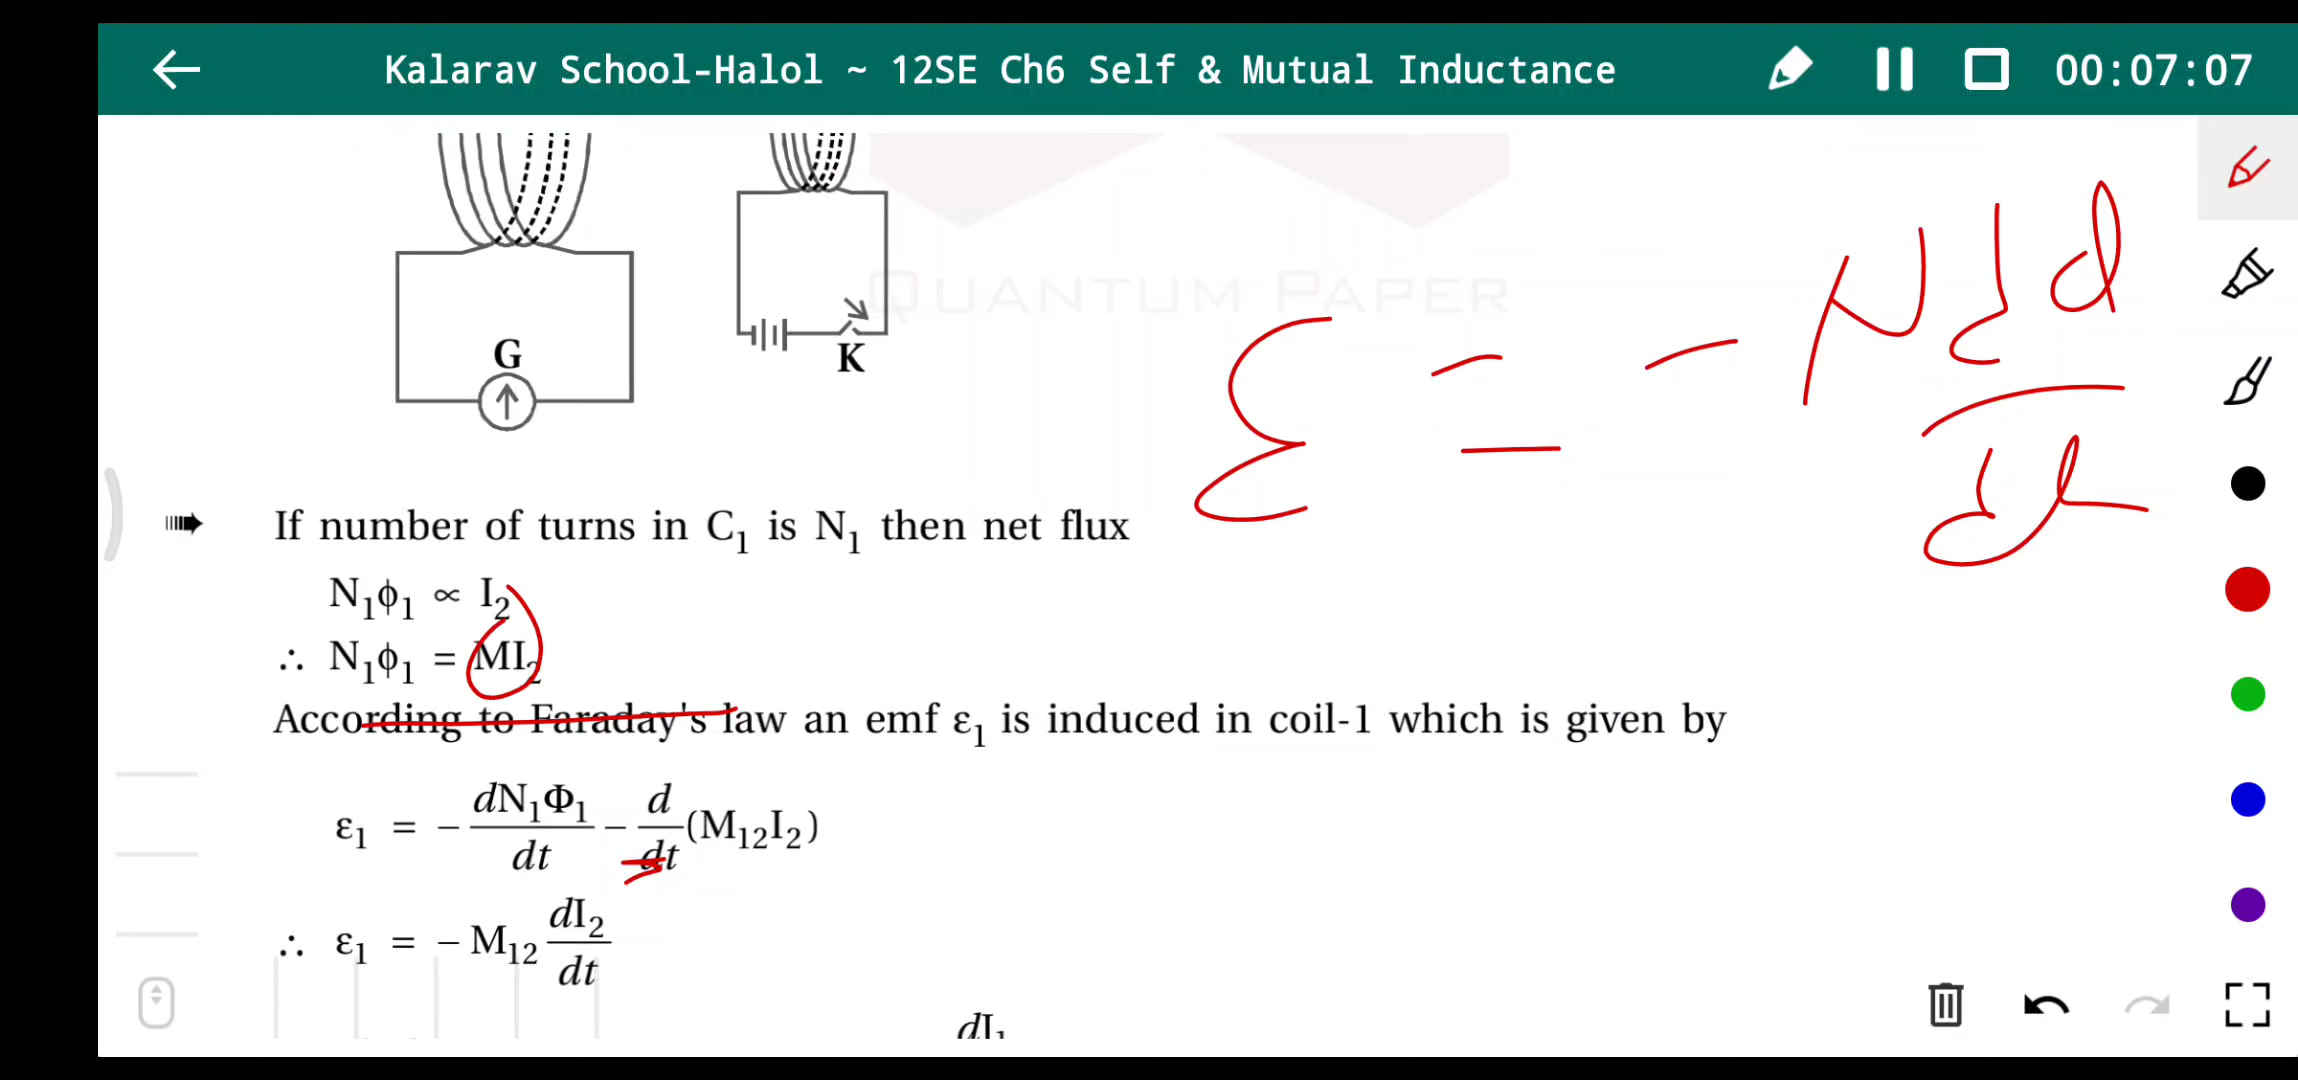 Kalarav School-Halol ~ 12SE Ch6 Self & Mutual Inductance 00:07:07
QUANTUM PAPER
G
K
ε = - N d
dt
If number of turns in C₁ is N₁ then net flux
N₁ϕ₁ ∝ I₂
∴ N₁ϕ₁ = MI₂
According to Faraday's law an emf ε₁ is induced in coil-1 which is given by
ε₁ = - dN₁Φ₁/dt - d/dt (M₁₂I₂)
∴ ε₁ = - M₁₂ dI₂/dt
dI₁